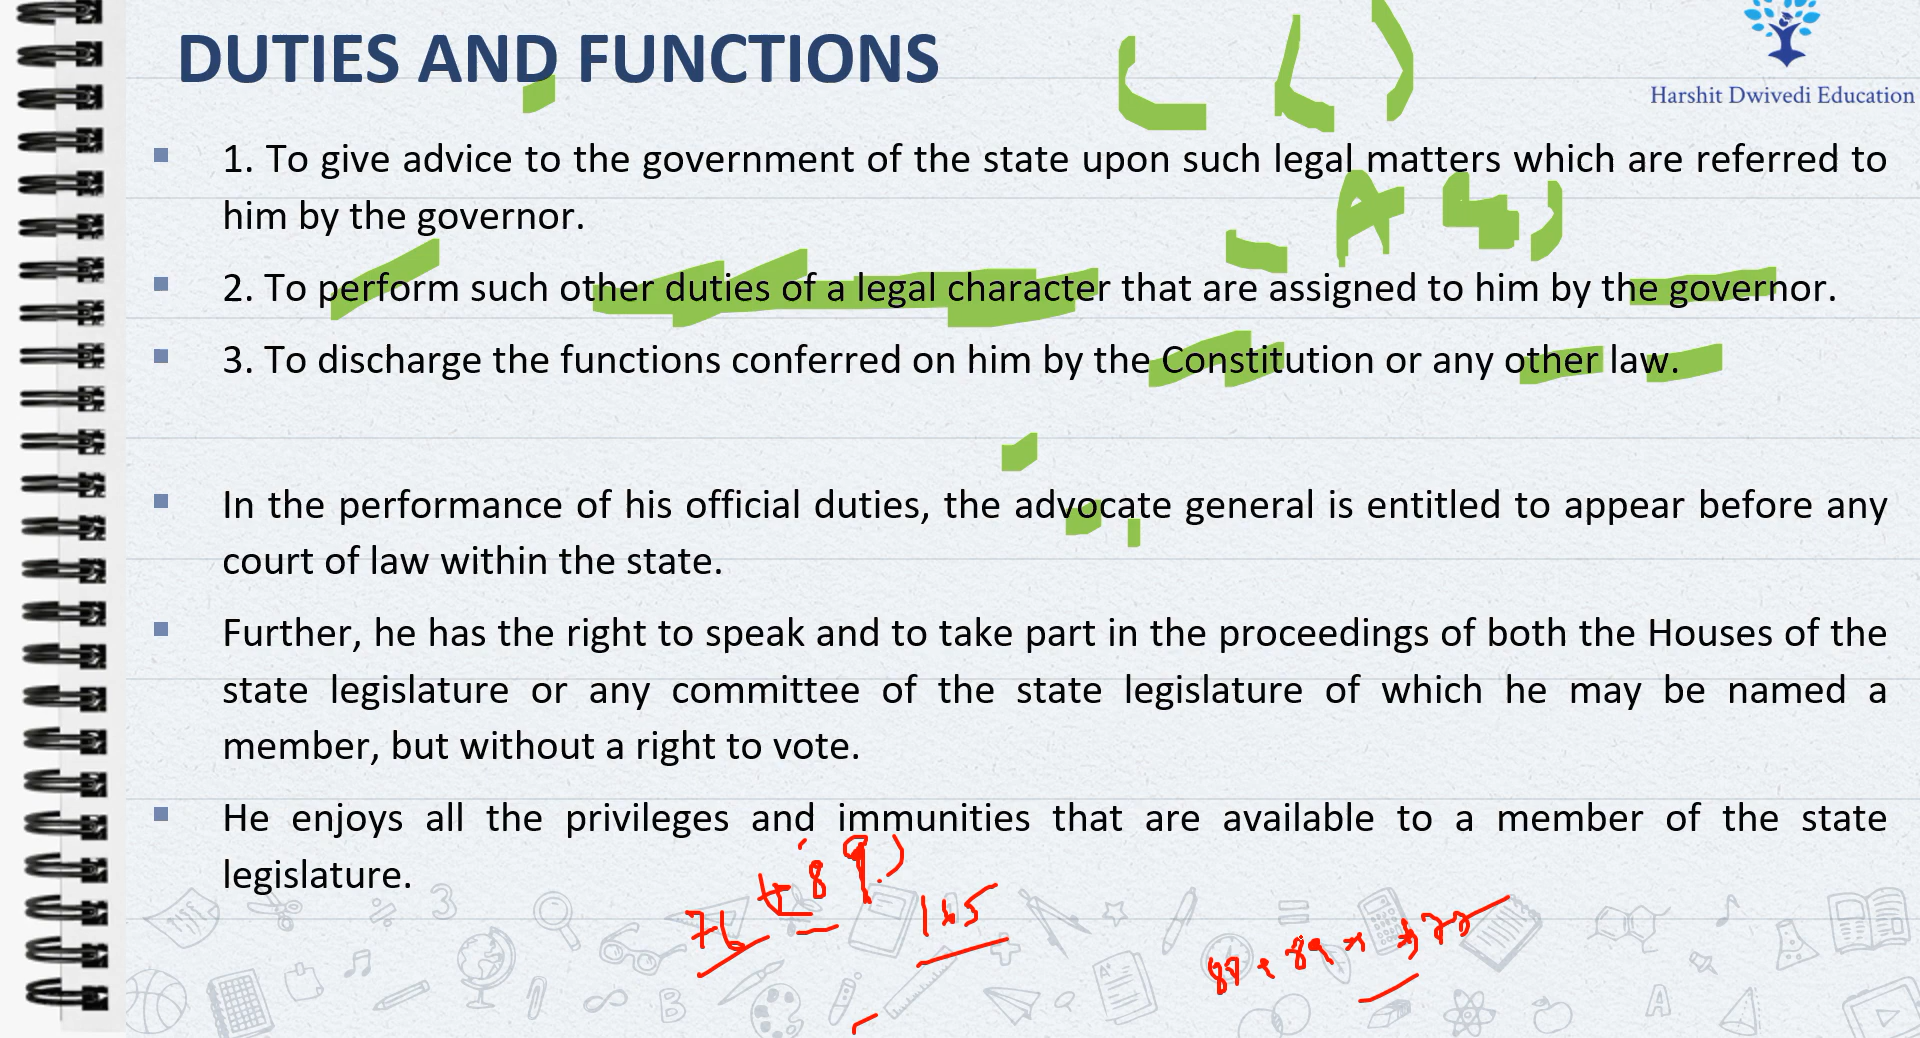 DUTIES AND FUNCTIONS
Harshit Dwivedi Education
1. To give advice to the government of the state upon such legal matters which are referred to
him by the governor.
2. To perform such other duties of a legal character that are assigned to him by the governor.
3. To discharge the functions conferred on him by the Constitution or any other law.
In the performance of his official duties, the advocate general is entitled to appear before any
court of law within the state.
Further, he has the right to speak and to take part in the proceedings of both the Houses of the
state legislature or any committee of the state legislature of which he may be named a
member, but without a right to vote.
He enjoys all the privileges and immunities that are available to a member of the state
legislature.
76
165